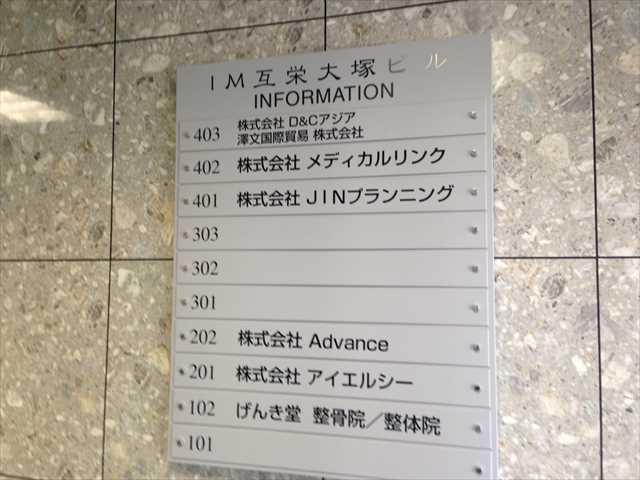 IM互栄大塚ビル
INFORMATION
403 株式会社 D&Cアジア
澤文国際貿易 株式会社
402 株式会社 メディカルリンク
401 株式会社 JINプランニング
303
302
301
202 株式会社 Advance
201 株式会社 アイエルシー
102 げんき堂 整骨院／整体院
101